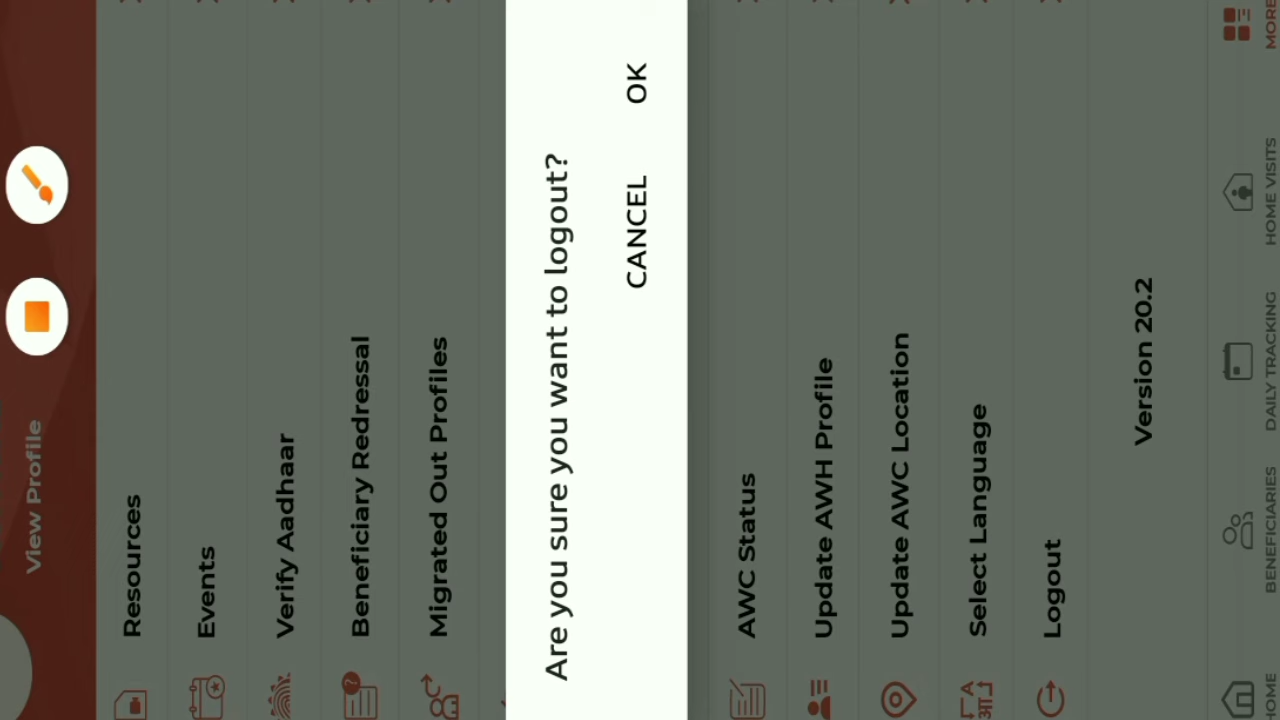 View Profile
Resources
Events
Verify Aadhaar
Beneficiary Redressal
Migrated Out Profiles
Are you sure you want to logout?
CANCEL OK
AWC Status
Update AWH Profile
Update AWC Location
Select Language
Logout
Version 20.2
HOME BENEFICIARIES DAILY TRACKING HOME VISITS MORE